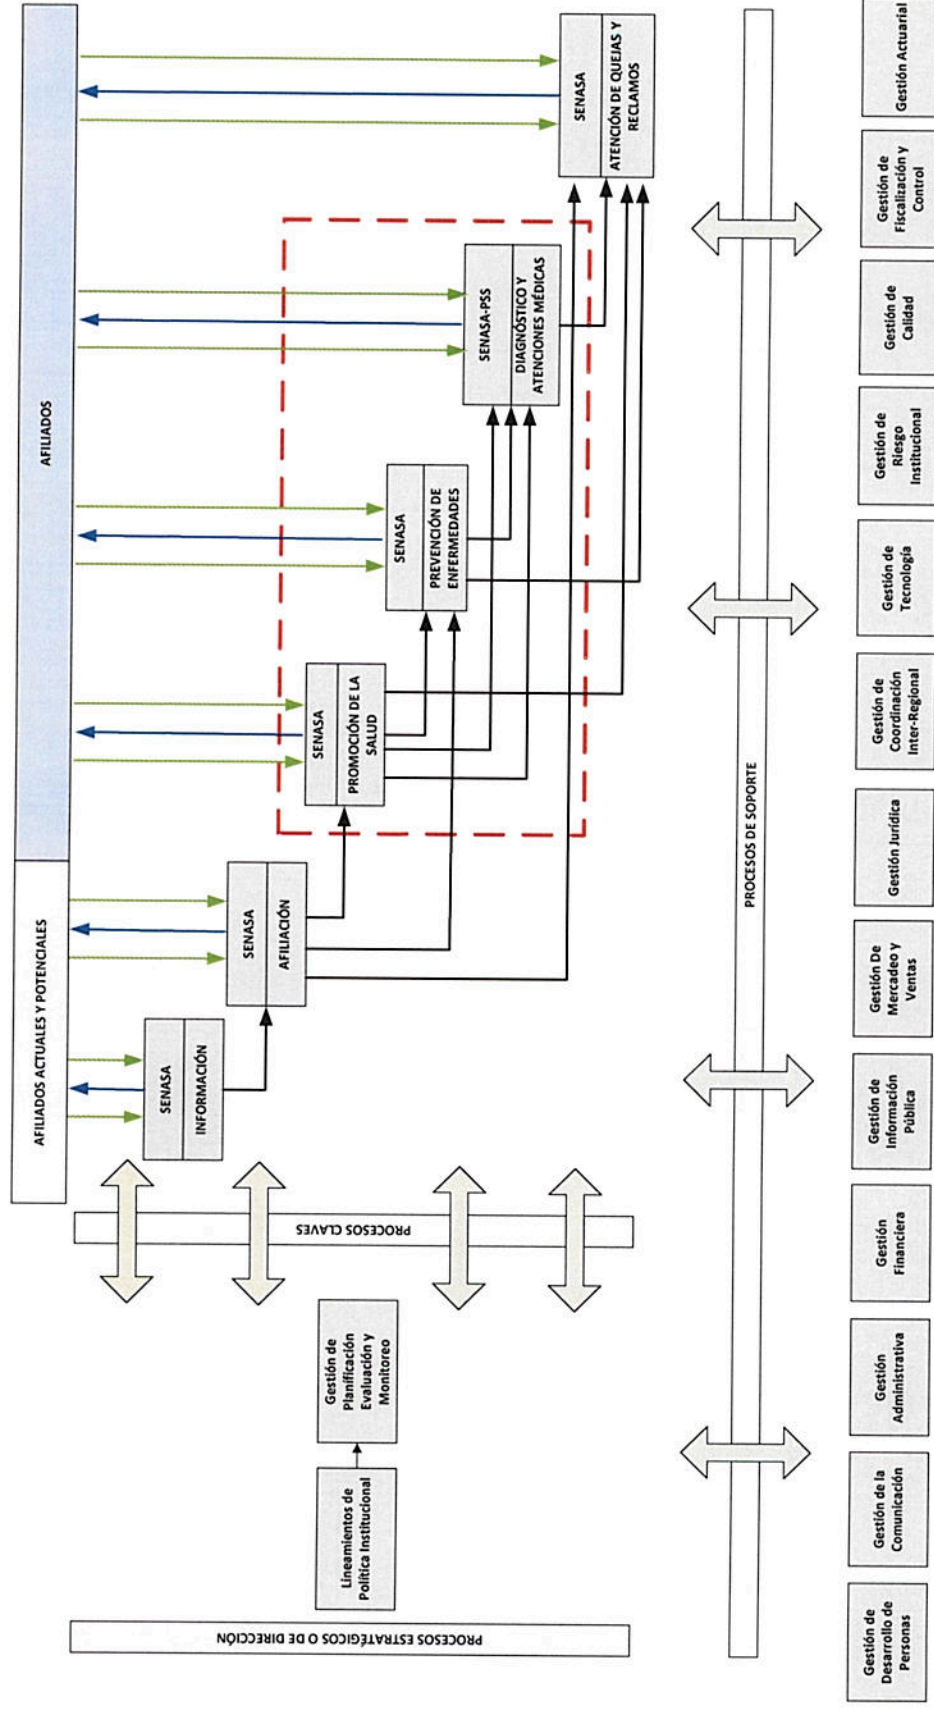 AFILIADOS ACTUALES Y POTENCIALES
AFILIADOS
SENASA
INFORMACIÓN
SENASA
AFILIACIÓN
SENASA
PROMOCIÓN DE LA
SALUD
SENASA
PREVENCIÓN DE
ENFERMEDADES
SENASA-PSS
DIAGNÓSTICO Y
ATENCIONES MÉDICAS
SENASA
ATENCIÓN DE QUEJAS Y
RECLAMOS
PROCESOS ESTRATÉGICOS O DE DIRECCIÓN
Lineamientos de
Política Institucional
Gestión de
Planificación
Evaluación y
Monitoreo
PROCESOS CLAVES
PROCESOS DE SOPORTE
Gestión de
Desarrollo de
Personas
Gestión de la
Comunicación
Gestión
Administrativa
Gestión
Financiera
Gestión de
Información
Pública
Gestión De
Mercadeo y
Ventas
Gestión Jurídica
Gestión de
Coordinación
Inter-Regional
Gestión de
Tecnología
Gestión de
Riesgo
Institucional
Gestión de
Calidad
Gestión de
Fiscalización y
Control
Gestión Actuarial